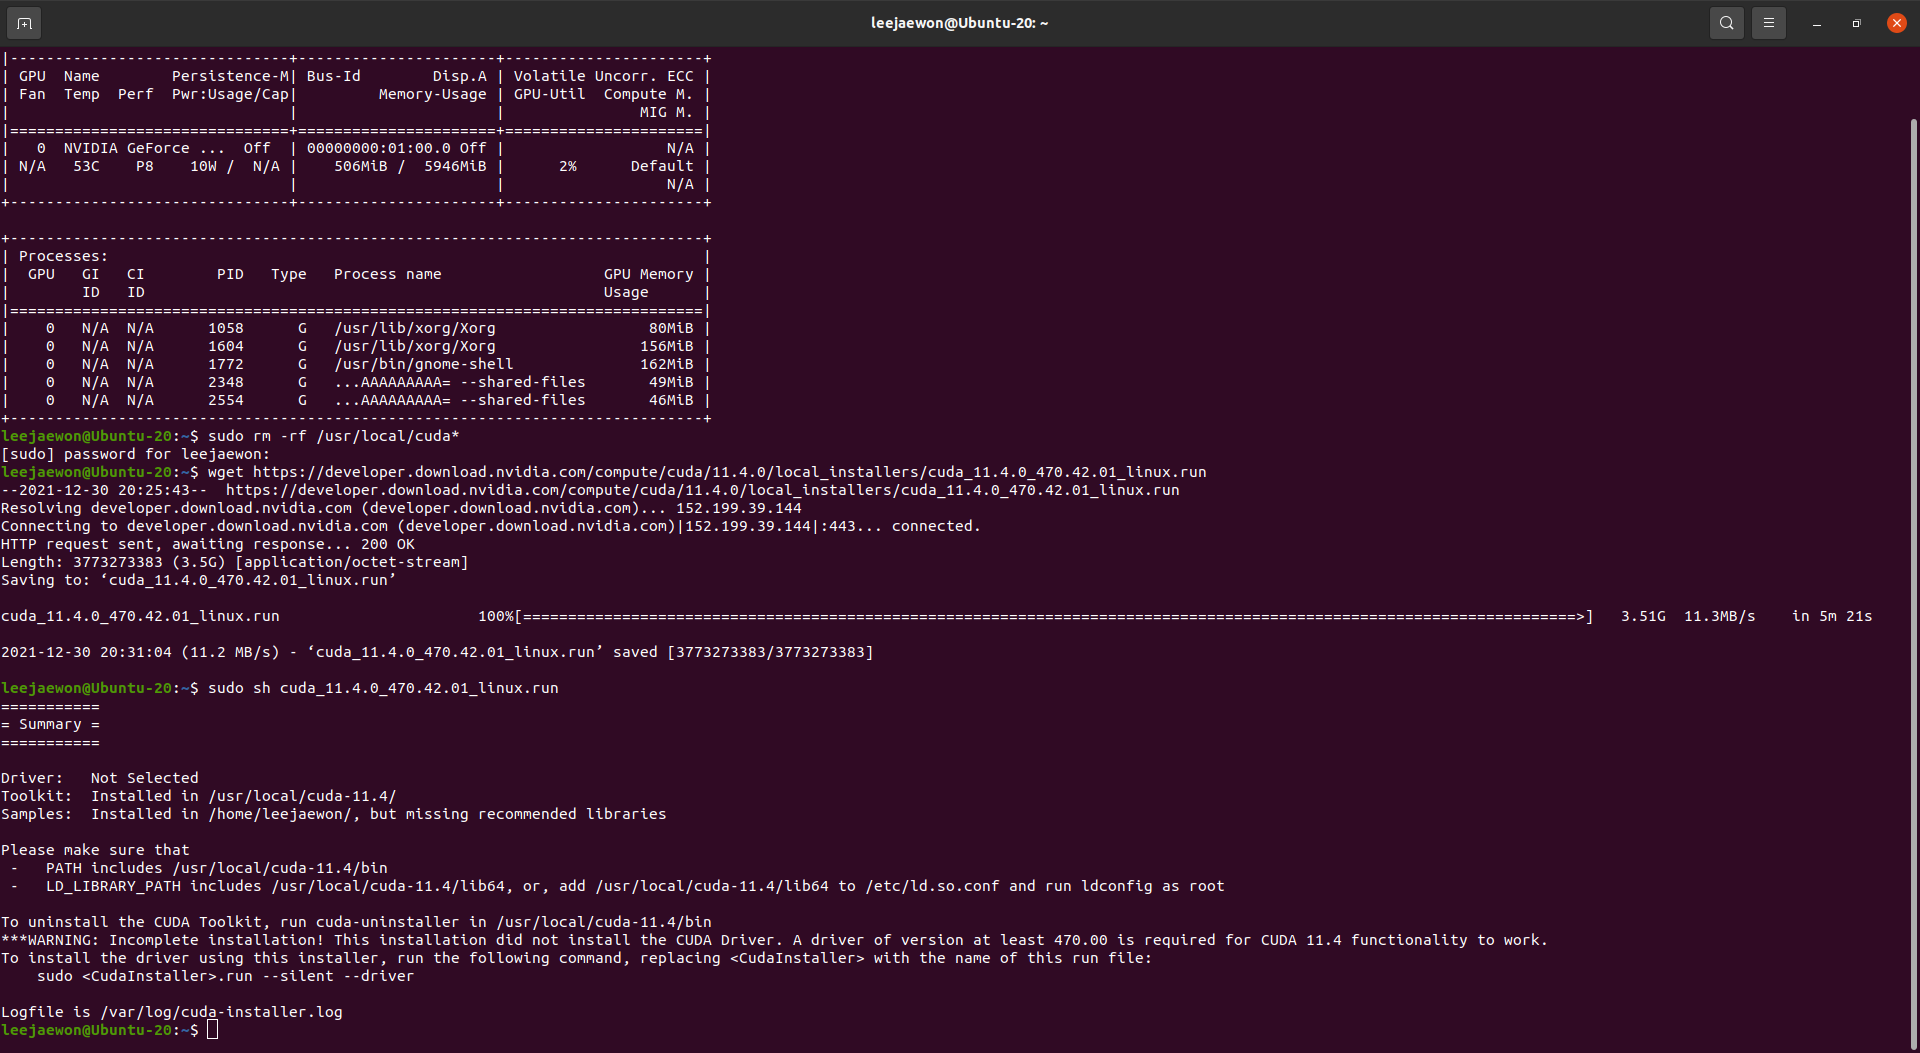 leejaewon@Ubuntu-20: ~
|-------------------------------+----------------------+----------------------+
| GPU  Name        Persistence-M| Bus-Id        Disp.A | Volatile Uncorr. ECC |
| Fan  Temp  Perf  Pwr:Usage/Cap|         Memory-Usage | GPU-Util  Compute M. |
|                               |                      |               MIG M. |
|===============================+======================+======================|
|   0  NVIDIA GeForce ...  Off  | 00000000:01:00.0 Off |                  N/A |
| N/A   53C    P8    10W /  N/A |    506MiB /  5946MiB |      2%      Default |
|                               |                      |                  N/A |
+-------------------------------+----------------------+----------------------+
+-----------------------------------------------------------------------------+
| Processes:                                                                  |
|  GPU   GI   CI        PID   Type   Process name                  GPU Memory |
|        ID   ID                                                   Usage      |
|=============================================================================|
|    0   N/A  N/A      1058      G   /usr/lib/xorg/Xorg                 80MiB |
|    0   N/A  N/A      1604      G   /usr/lib/xorg/Xorg                156MiB |
|    0   N/A  N/A      1772      G   /usr/bin/gnome-shell              162MiB |
|    0   N/A  N/A      2348      G   ...AAAAAAAAA= --shared-files       49MiB |
|    0   N/A  N/A      2554      G   ...AAAAAAAAA= --shared-files       46MiB |
+-----------------------------------------------------------------------------+
leejaewon@Ubuntu-20:~$ sudo rm -rf /usr/local/cuda*
[sudo] password for leejaewon:
leejaewon@Ubuntu-20:~$ wget https://developer.download.nvidia.com/compute/cuda/11.4.0/local_installers/cuda_11.4.0_470.42.01_linux.run
--2021-12-30 20:25:43--  https://developer.download.nvidia.com/compute/cuda/11.4.0/local_installers/cuda_11.4.0_470.42.01_linux.run
Resolving developer.download.nvidia.com (developer.download.nvidia.com)... 152.199.39.144
Connecting to developer.download.nvidia.com (developer.download.nvidia.com)|152.199.39.144|:443... connected.
HTTP request sent, awaiting response... 200 OK
Length: 3773273383 (3.5G) [application/octet-stream]
Saving to: ‘cuda_11.4.0_470.42.01_linux.run’
cuda_11.4.0_470.42.01_linux.run                      100%[=====================================================================================================================>]   3.51G  11.3MB/s    in 5m 21s
2021-12-30 20:31:04 (11.2 MB/s) - ‘cuda_11.4.0_470.42.01_linux.run’ saved [3773273383/3773273383]
leejaewon@Ubuntu-20:~$ sudo sh cuda_11.4.0_470.42.01_linux.run
===========
= Summary =
===========
Driver:   Not Selected
Toolkit:  Installed in /usr/local/cuda-11.4/
Samples:  Installed in /home/leejaewon/, but missing recommended libraries
Please make sure that
 -   PATH includes /usr/local/cuda-11.4/bin
 -   LD_LIBRARY_PATH includes /usr/local/cuda-11.4/lib64, or, add /usr/local/cuda-11.4/lib64 to /etc/ld.so.conf and run ldconfig as root
To uninstall the CUDA Toolkit, run cuda-uninstaller in /usr/local/cuda-11.4/bin
***WARNING: Incomplete installation! This installation did not install the CUDA Driver. A driver of version at least 470.00 is required for CUDA 11.4 functionality to work.
To install the driver using this installer, run the following command, replacing <CudaInstaller> with the name of this run file:
    sudo <CudaInstaller>.run --silent --driver
Logfile is /var/log/cuda-installer.log
leejaewon@Ubuntu-20:~$